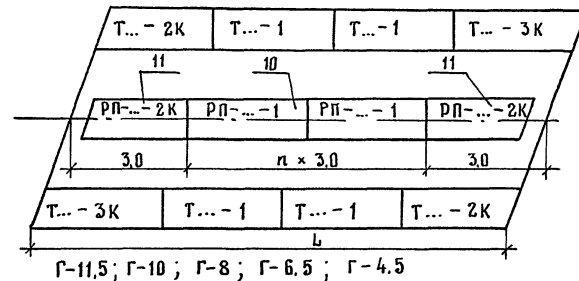 Т...-2К Т...-1 Т...-1 Т...-3К
11 10 11
РП-...-2К РП-...-1 РП-...-1 РП-...-2К
3,0 n × 3,0 3,0
Т...-3К Т...-1 Т...-1 Т...-2К
L
Г-11,5; Г-10; Г-8; Г-6,5; Г-4,5